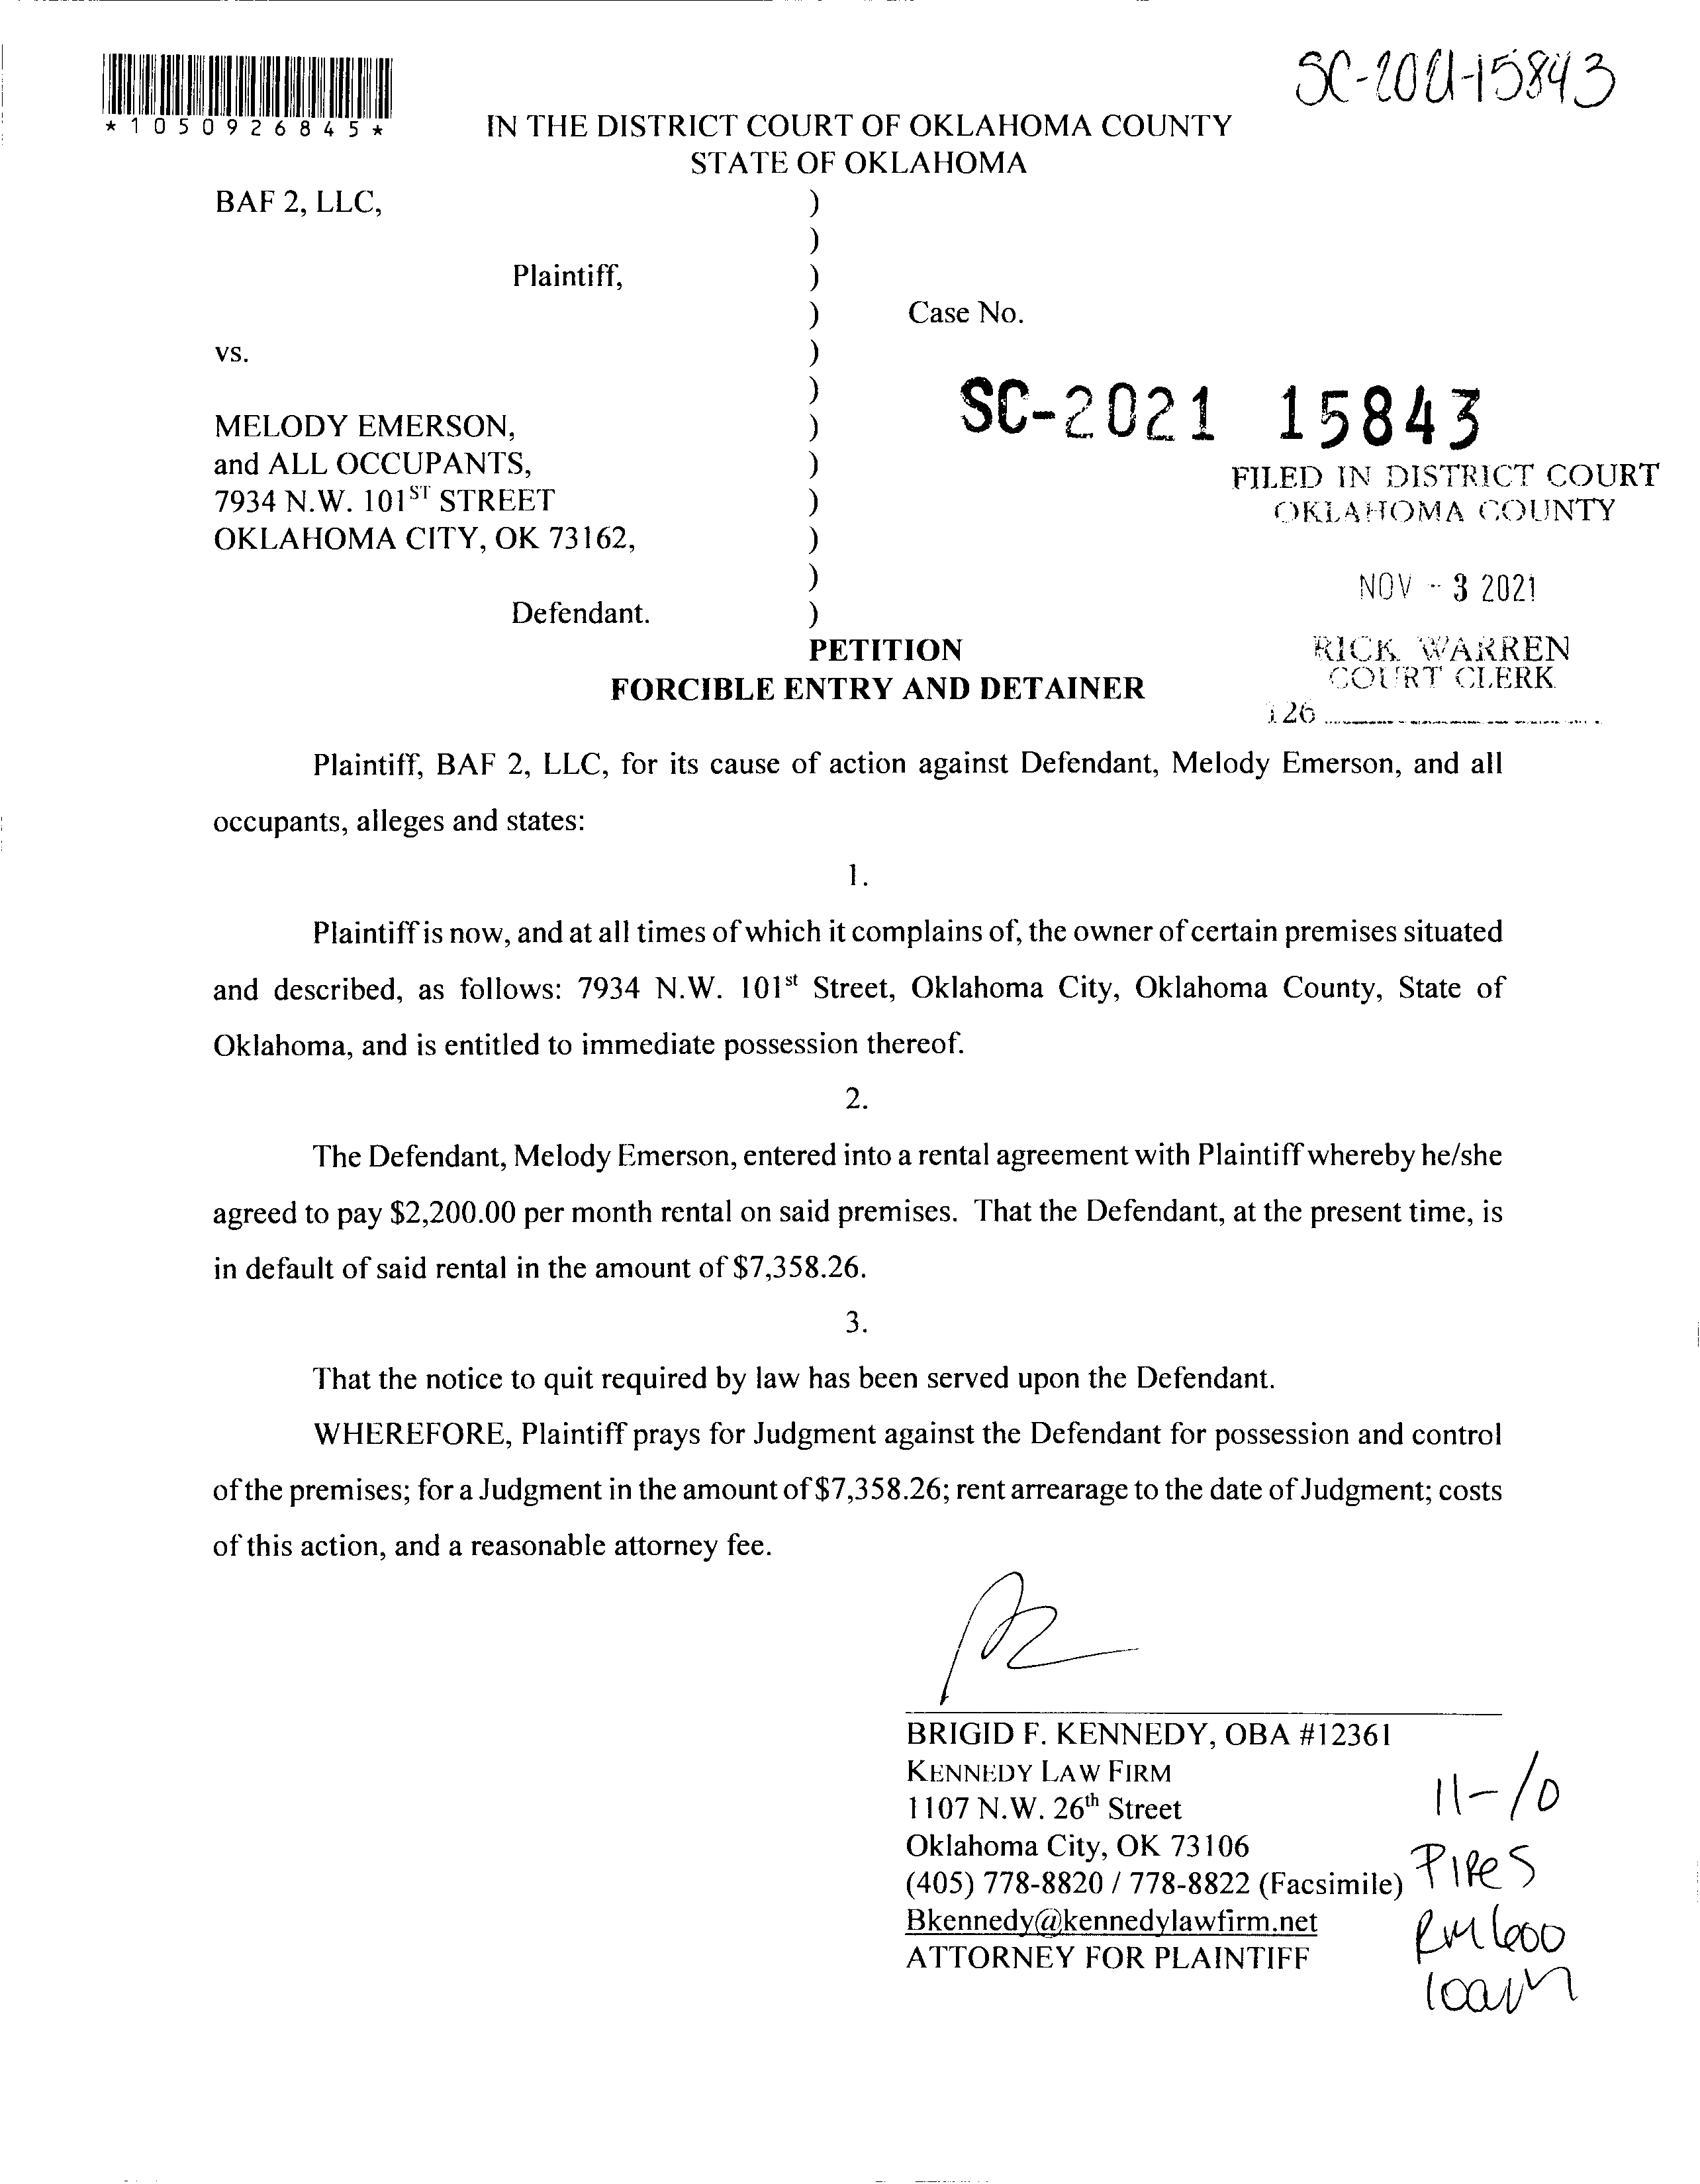 SC-2021-15843
*1050926845*
IN THE DISTRICT COURT OF OKLAHOMA COUNTY
STATE OF OKLAHOMA
BAF 2, LLC, )
)
Plaintiff, )
) Case No.
vs. )
)
SC-2021 15843
MELODY EMERSON, )
and ALL OCCUPANTS, )
FILED IN DISTRICT COURT
7934 N.W. 101ST STREET )
OKLAHOMA COUNTY
OKLAHOMA CITY, OK 73162, )
)
NOV - 3 2021
Defendant. )
PETITION
RICK WARREN
FORCIBLE ENTRY AND DETAINER
COURT CLERK
126
Plaintiff, BAF 2, LLC, for its cause of action against Defendant, Melody Emerson, and all
occupants, alleges and states:
1.
Plaintiff is now, and at all times of which it complains of, the owner of certain premises situated
and described, as follows: 7934 N.W. 101st Street, Oklahoma City, Oklahoma County, State of
Oklahoma, and is entitled to immediate possession thereof.
2.
The Defendant, Melody Emerson, entered into a rental agreement with Plaintiff whereby he/she
agreed to pay $2,200.00 per month rental on said premises. That the Defendant, at the present time, is
in default of said rental in the amount of $7,358.26.
3.
That the notice to quit required by law has been served upon the Defendant.
WHEREFORE, Plaintiff prays for Judgment against the Defendant for possession and control
of the premises; for a Judgment in the amount of $7,358.26; rent arrearage to the date of Judgment; costs
of this action, and a reasonable attorney fee.
BRIGID F. KENNEDY, OBA #12361
KENNEDY LAW FIRM
1107 N.W. 26th Street
Oklahoma City, OK 73106
(405) 778-8820 / 778-8822 (Facsimile)
Bkennedy@kennedylawfirm.net
ATTORNEY FOR PLAINTIFF
11-10
Pipes
Rm 600
10am